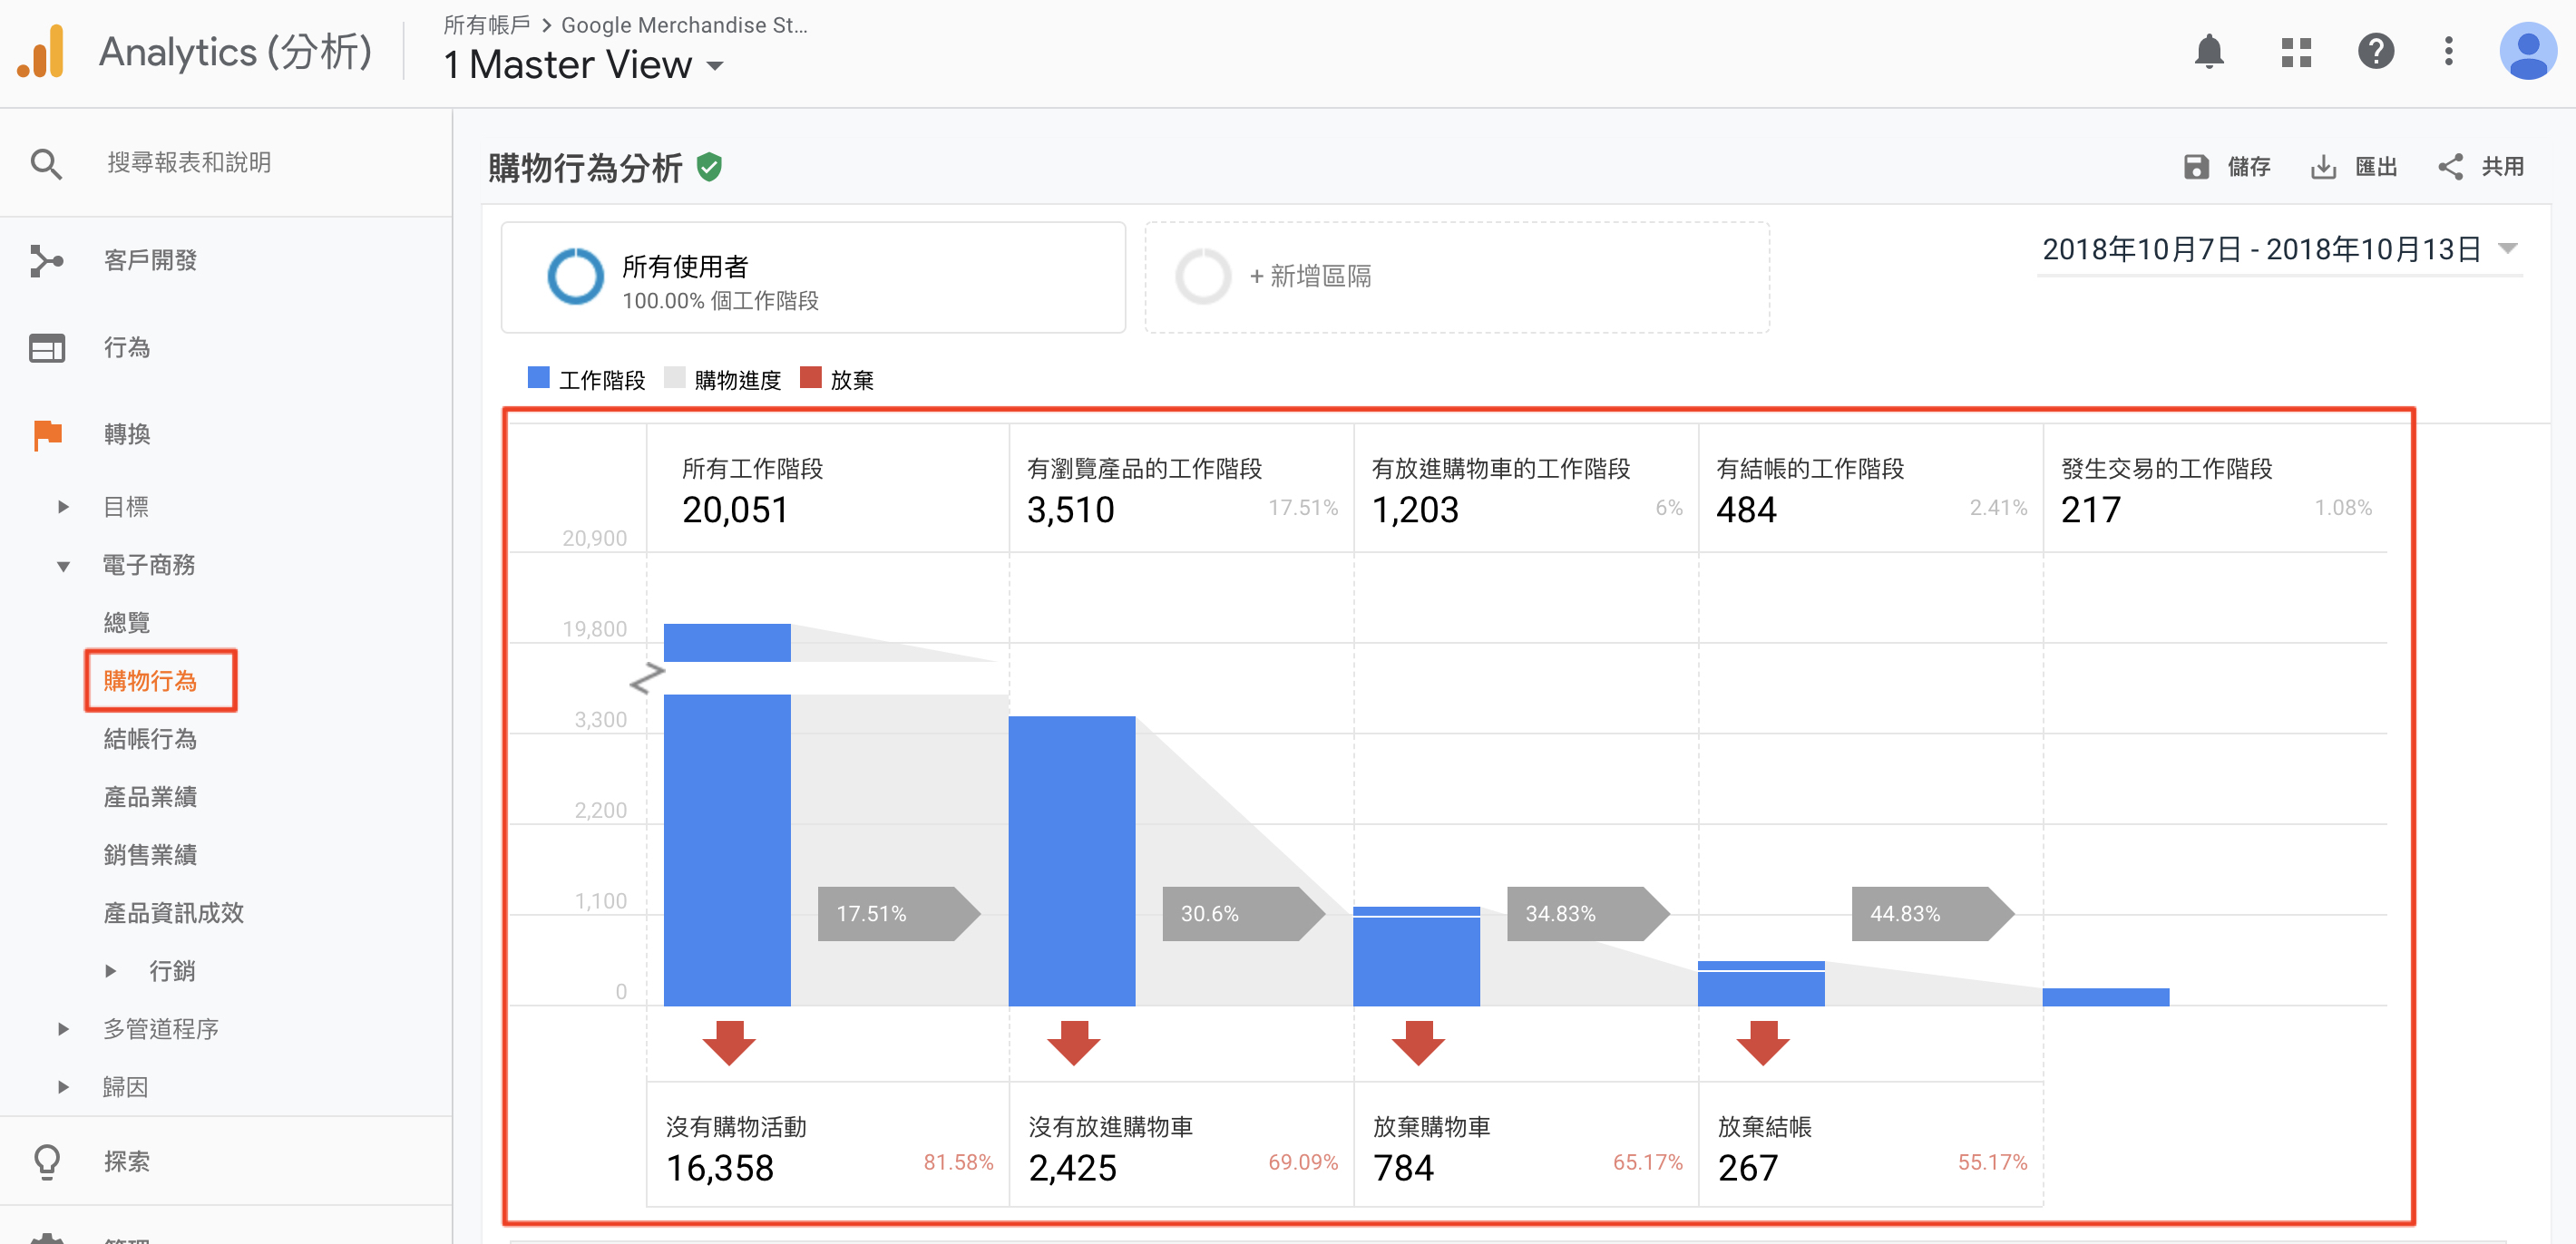 Analytics (分析)
所有帳戶 > Google Merchandise St...
1 Master View
搜尋報表和說明
客戶開發
行為
轉換
目標
電子商務
總覽
購物行為
結帳行為
產品業績
銷售業績
產品資訊成效
行銷
多管道程序
歸因
探索
管理
購物行為分析
儲存
匯出
共用
所有使用者
100.00% 個工作階段
+ 新增區隔
2018年10月7日 - 2018年10月13日
工作階段 購物進度 放棄
所有工作階段
20,051
有瀏覽產品的工作階段
3,510 17.51%
有放進購物車的工作階段
1,203 6%
有結帳的工作階段
484 2.41%
發生交易的工作階段
217 1.08%
20,900
19,800
3,300
2,200
1,100
0
17.51%
30.6%
34.83%
44.83%
沒有購物活動
16,358 81.58%
沒有放進購物車
2,425 69.09%
放棄購物車
784 65.17%
放棄結帳
267 55.17%